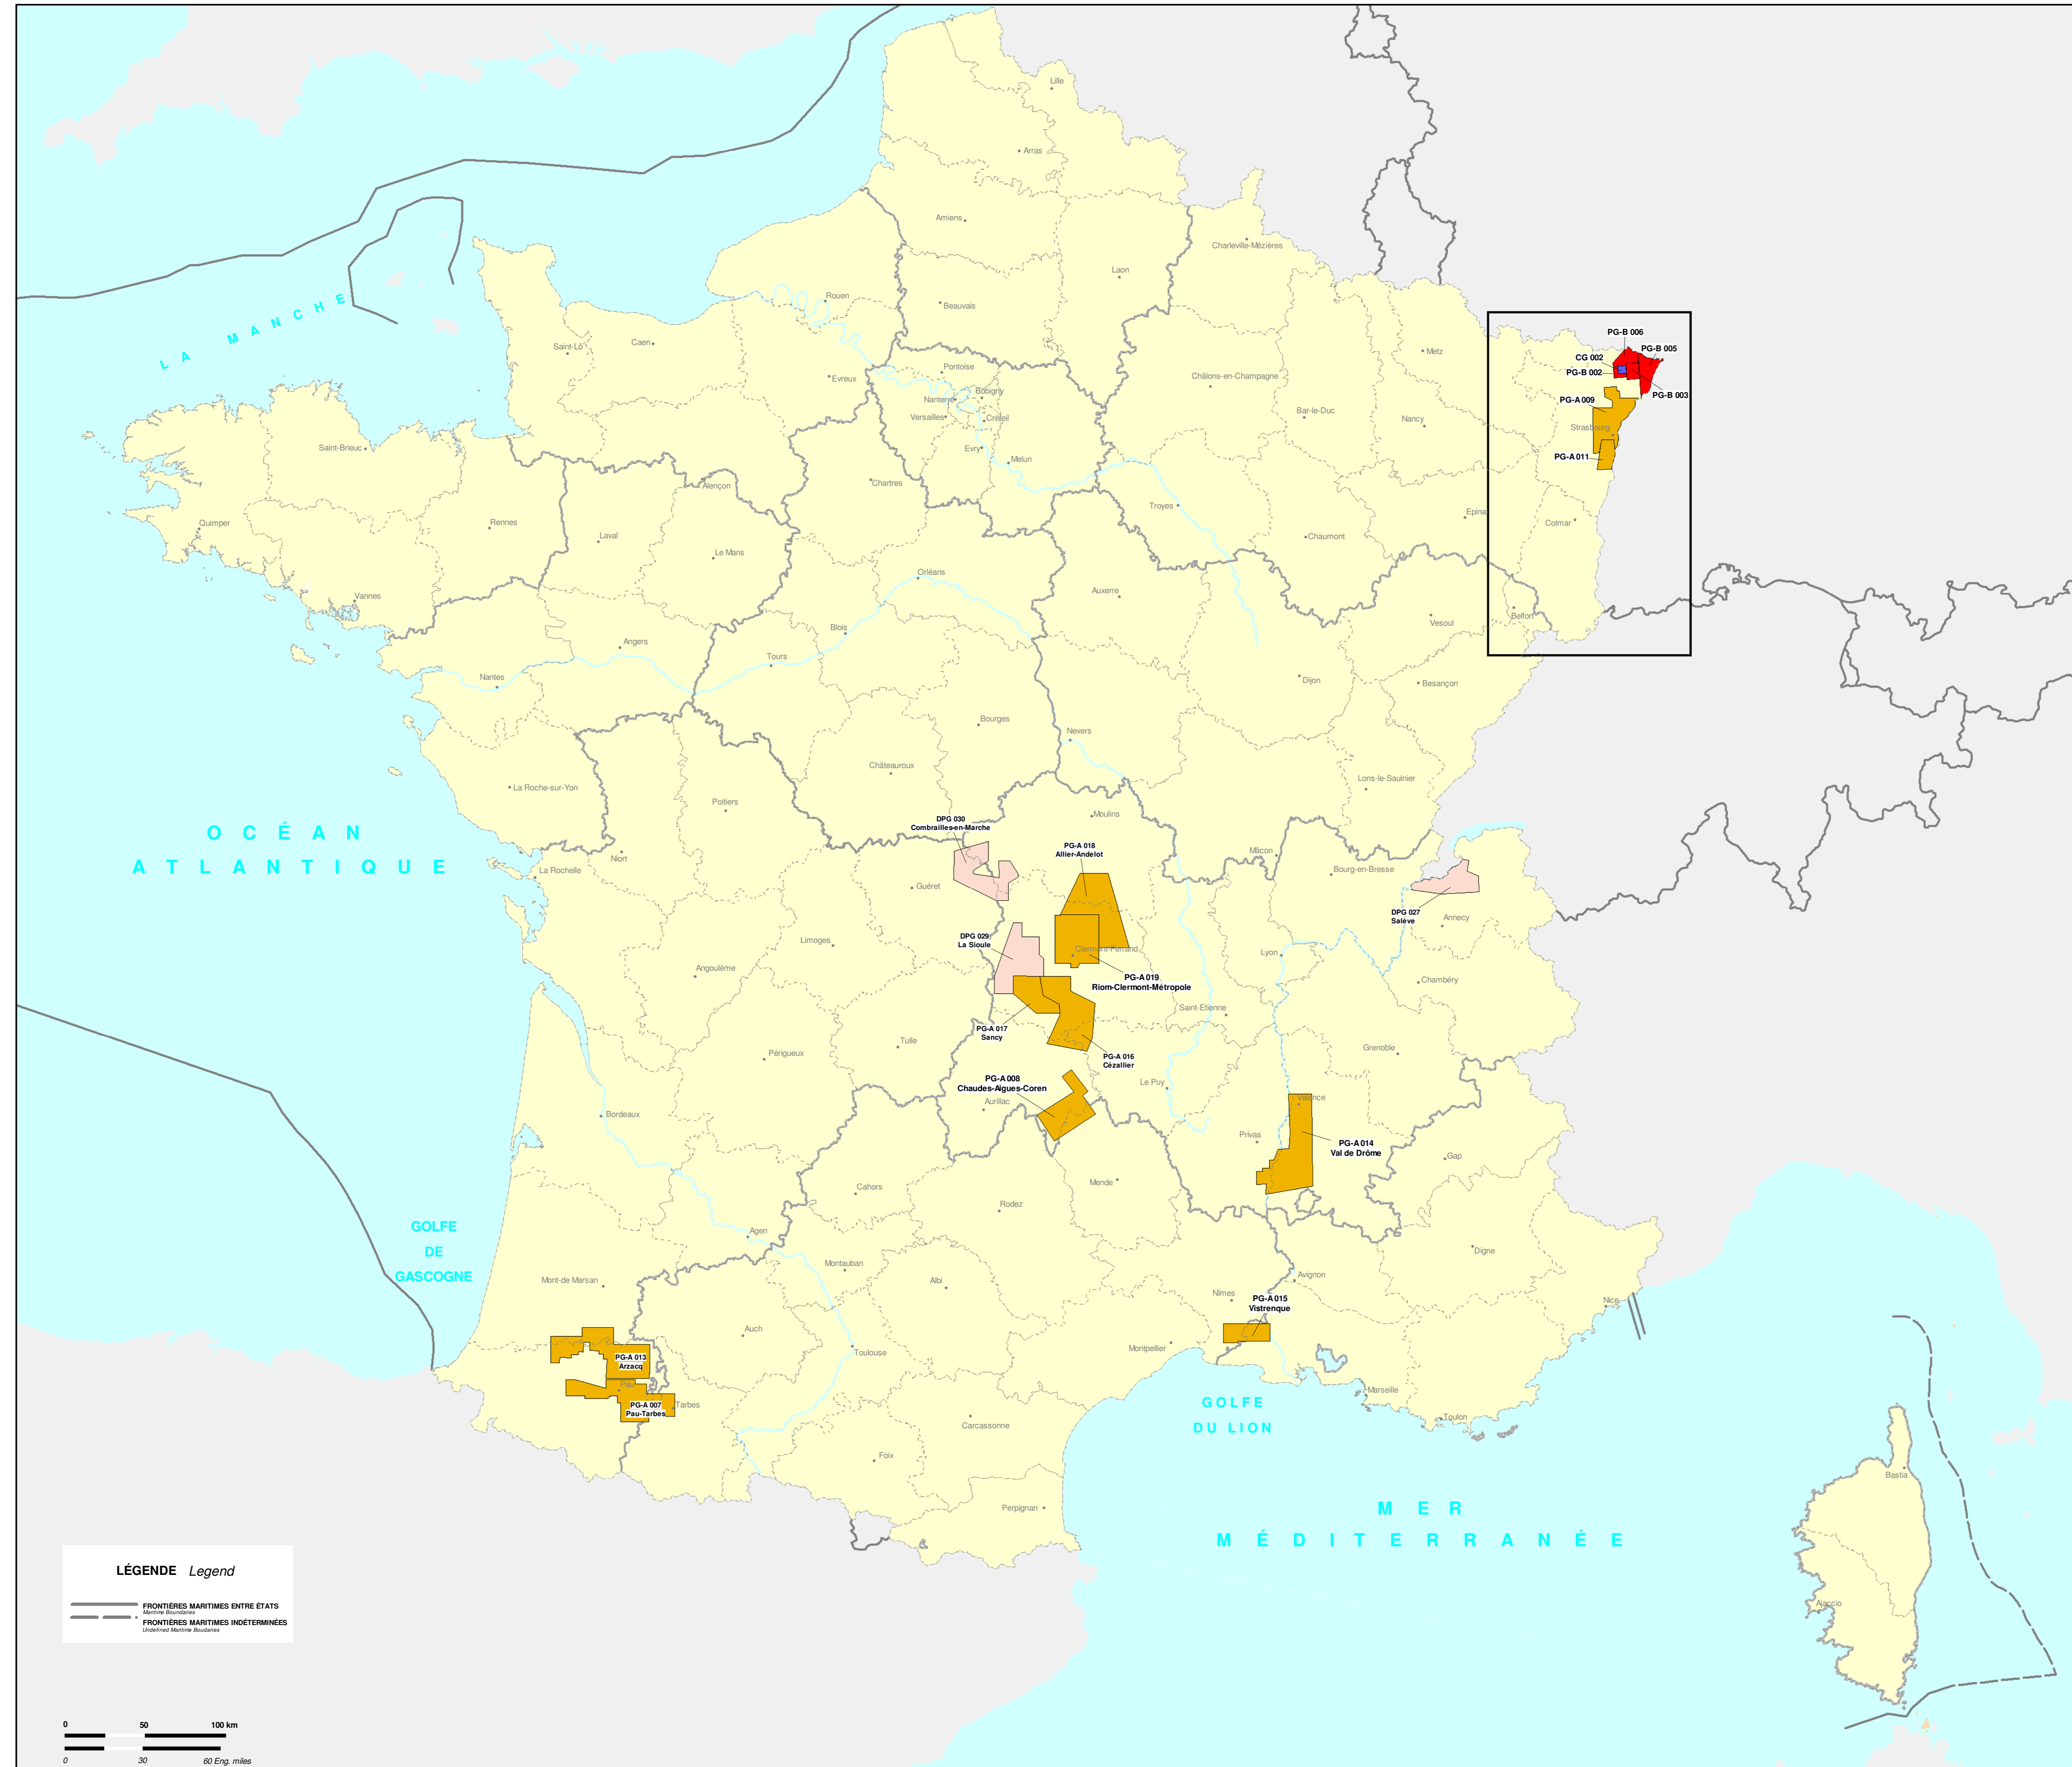 Lille
Arras
Amiens
Charleville-Mézières
Laon
Rouen
Beauvais
LA MANCHE
PG-B 006
PG-B 005
CG 002
PG-B 002
PG-B 003
PG-A 009
Strasbourg
PG-A 011
Saint-Lô
Caen
Evreux
Pontoise
Nanterre
Bobigny
Versailles
Créteil
Evry
Melun
Metz
Châlons-en-Champagne
Bar-le-Duc
Nancy
Saint-Brieuc
Alençon
Chartres
Troyes
Epina
Colmar
Quimper
Rennes
Laval
Le Mans
Chaumont
Orléans
Auxerre
Vannes
Blois
Vesoul
Belfort
Angers
Tours
Nantes
Dijon
Besançon
Bourges
Nevers
Châteauroux
Lons-le-Saulnier
La Roche-sur-Yon
Poitiers
Moulins
OCÉAN
ATLANTIQUE
DPG 030
Combrailles-en-Marche
PG-A 018
Allier-Andelot
Niort
Mâcon
La Rochelle
Guéret
Bourg-en-Bresse
DPG 027
Salève
Annecy
Limoges
DPG 029
La Sioule
Clermont-Ferrand
Lyon
Angoulème
PG-A 019
Riom-Clermont-Métropole
Chambéry
Saint-Etienne
PG-A 017
Sancy
Tulle
Périgueux
PG-A 016
Cézallier
Grenoble
PG-A 008
Chaudes-Aigues-Coren
Le Puy
Aurillac
Valence
Bordeaux
Privas
PG-A 014
Val de Drôme
Gap
Cahors
Mende
Rodez
GOLFE
DE
GASCOGNE
Agen
Digne
Mont-de Marsan
Montauban
Albi
Avignon
Nîmes
PG-A 015
Vistrenque
Nice
Auch
Toulouse
Montpellier
PG-A 013
Arzacq
Pau
PG-A 007
Pau-Tarbes
Tarbes
Marseille
GOLFE
DU LION
Toulon
Carcassonne
Foix
Bastia
Perpignan
MER
MÉDITERRANÉE
Ajaccio
LÉGENDE Legend
FRONTIÈRES MARITIMES ENTRE ÉTATS
Maritime Boundaries
FRONTIÈRES MARITIMES INDÉTERMINÉES
Undefined Maritime Boudaries
0 50 100 km
0 30 60 Eng. miles